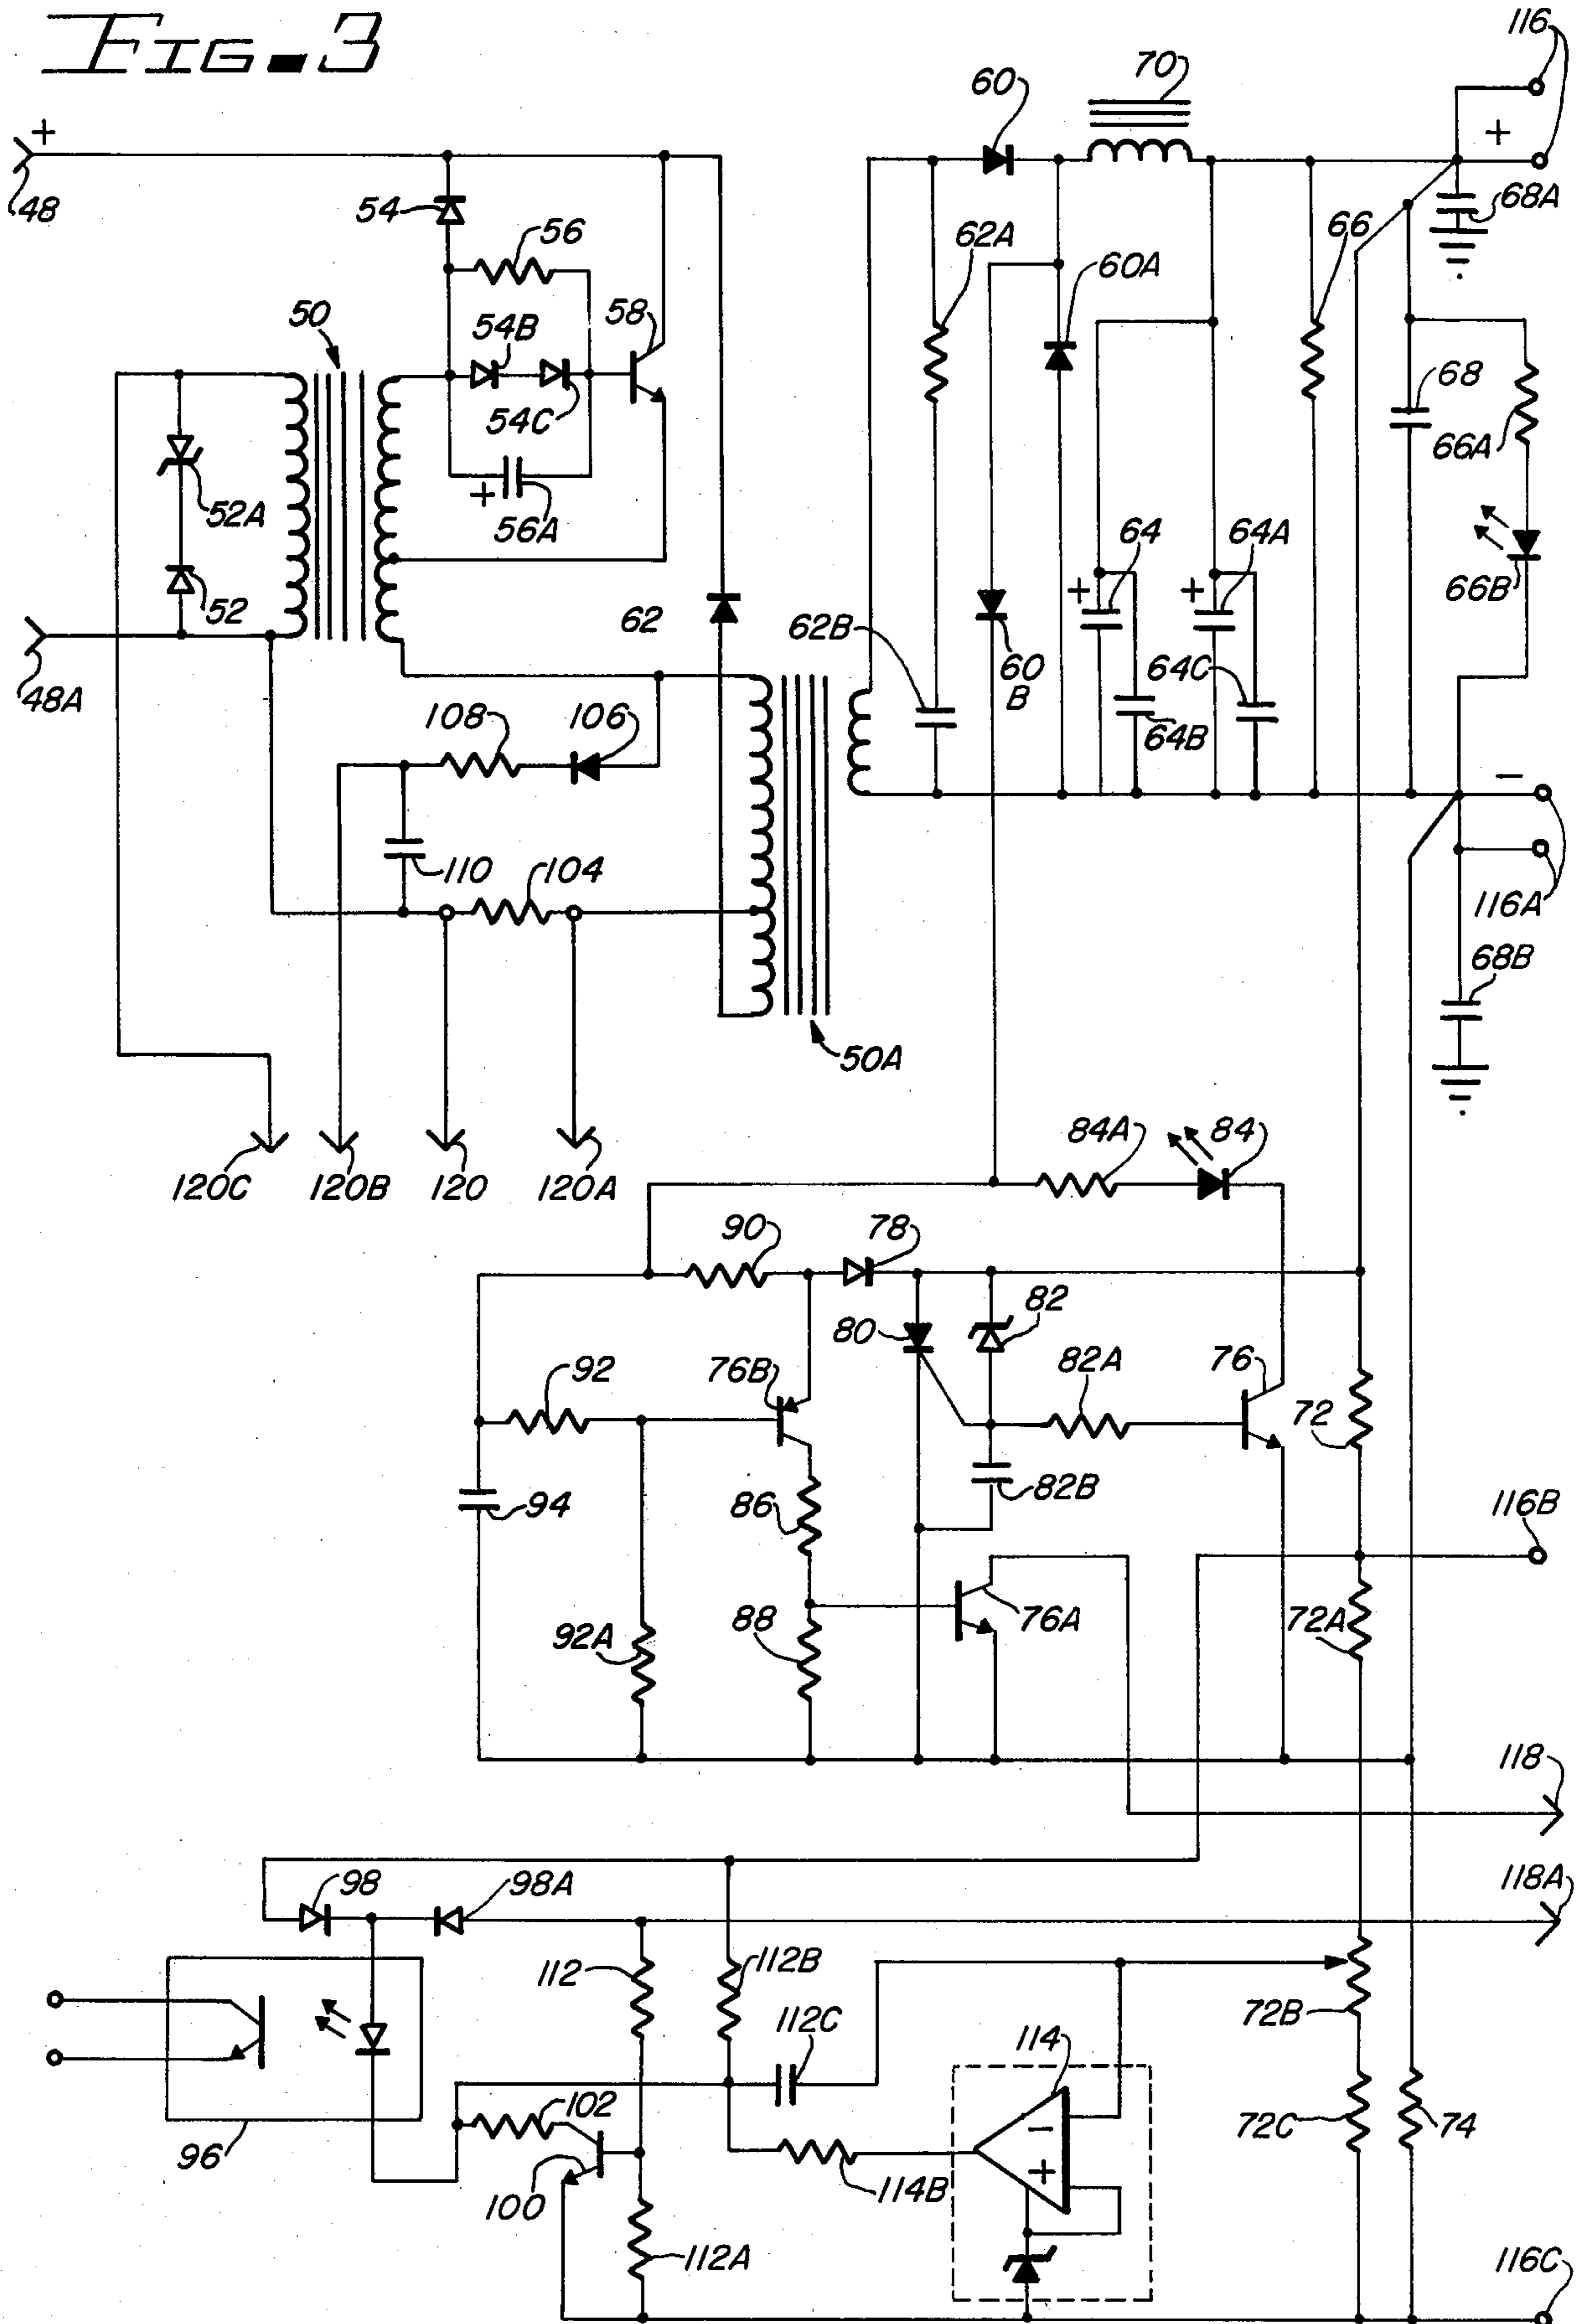 FIG-3
116
70
60
+
+
48
54
56
62A
60A
66
68A
50
54B
58
54C
68
66A
52A
+
56A
64
64A
66B
52
62
62B
+
+
60
B
64C
64B
48A
108
106
−
110
104
116A
68B
50A
84A
84
120C
120B
120
120A
90
78
80
82
92
76B
82A
76
72
94
86
82B
116B
92A
88
76A
72A
118
98
98A
118A
112
112B
112C
72B
114
102
−
72C
74
96
+
100
114B
112A
116C